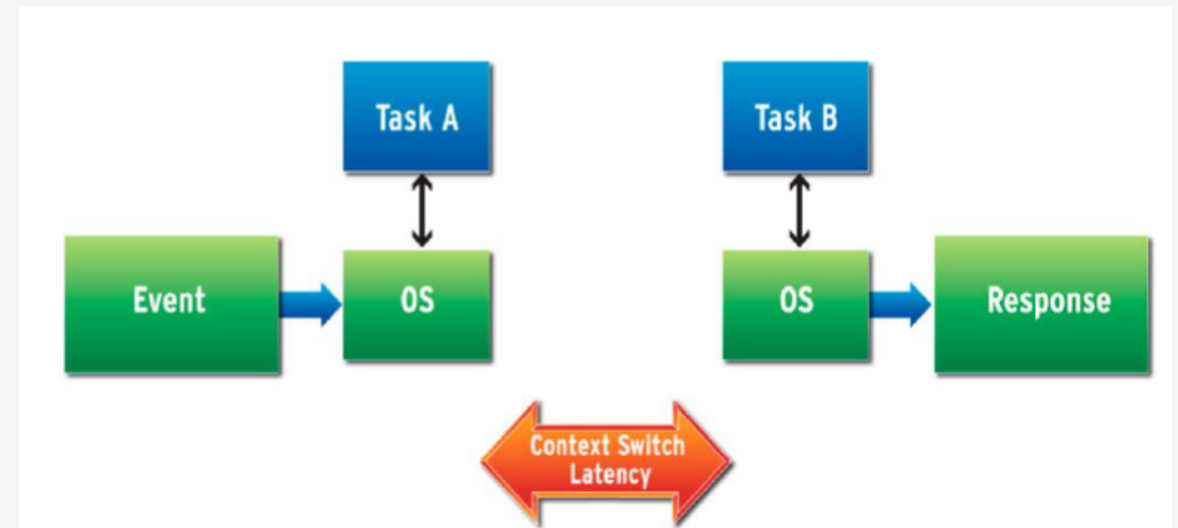 Task A
Task B
Event
OS
OS
Response
Context Switch
Latency